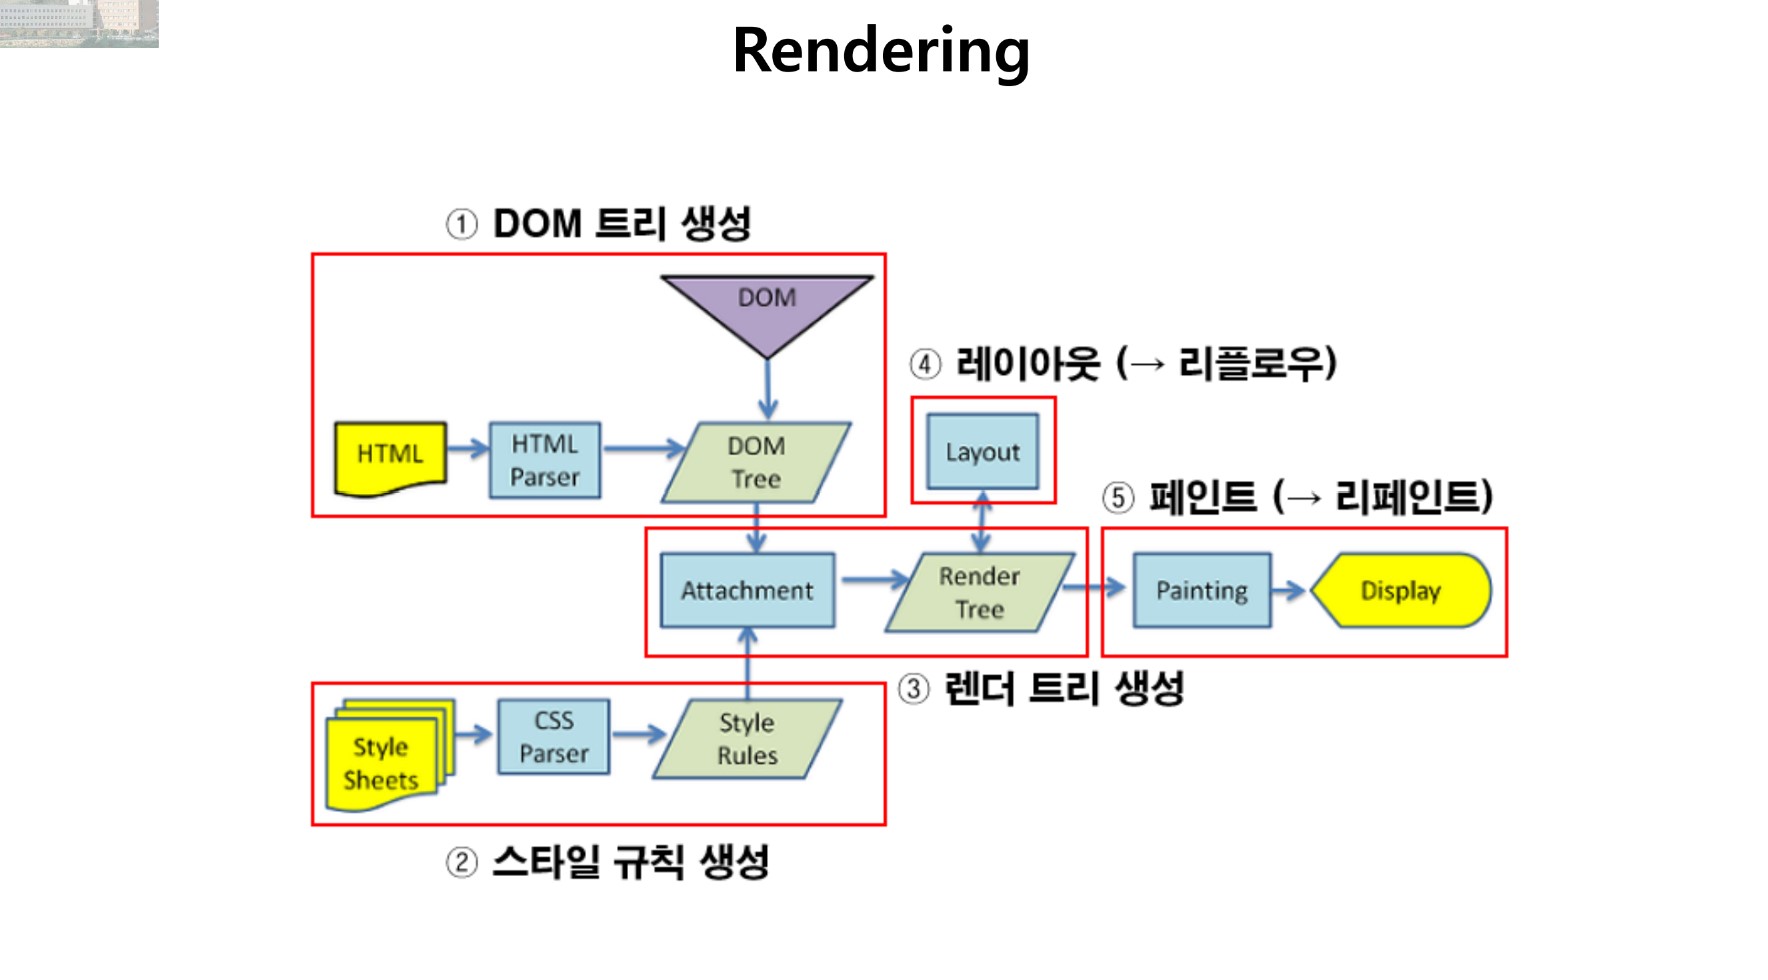 Rendering
① DOM 트리 생성
DOM
HTML
HTML
Parser
DOM
Tree
④ 레이아웃 (→ 리플로우)
Layout
⑤ 페인트 (→ 리페인트)
Attachment
Render
Tree
Painting
Display
③ 렌더 트리 생성
Style
Sheets
CSS
Parser
Style
Rules
② 스타일 규칙 생성